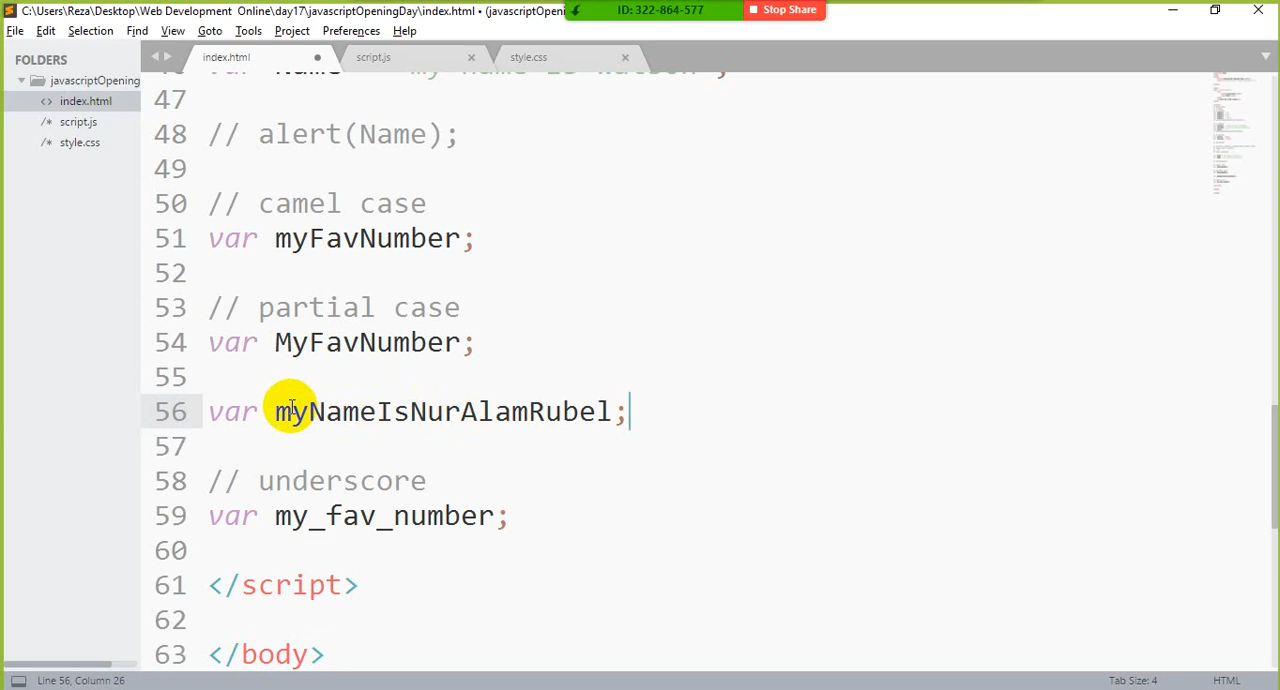 C:\Users\Reza\Desktop\Web Development Online\day17\javascriptOpeningDay\index.html • (javascriptOpeni
ID: 322-864-577
Stop Share
File Edit Selection Find View Goto Tools Project Preferences Help
FOLDERS
javascriptOpening
index.html
script.js
style.css
index.html
script.js
style.css
47
48 // alert(Name);
49
50 // camel case
51 var myFavNumber;
52
53 // partial case
54 var MyFavNumber;
55
56 var myNameIsNurAlamRubel;
57
58 // underscore
59 var my_fav_number;
60
61 </script>
62
63 </body>
Line 56, Column 26
Tab Size: 4
HTML